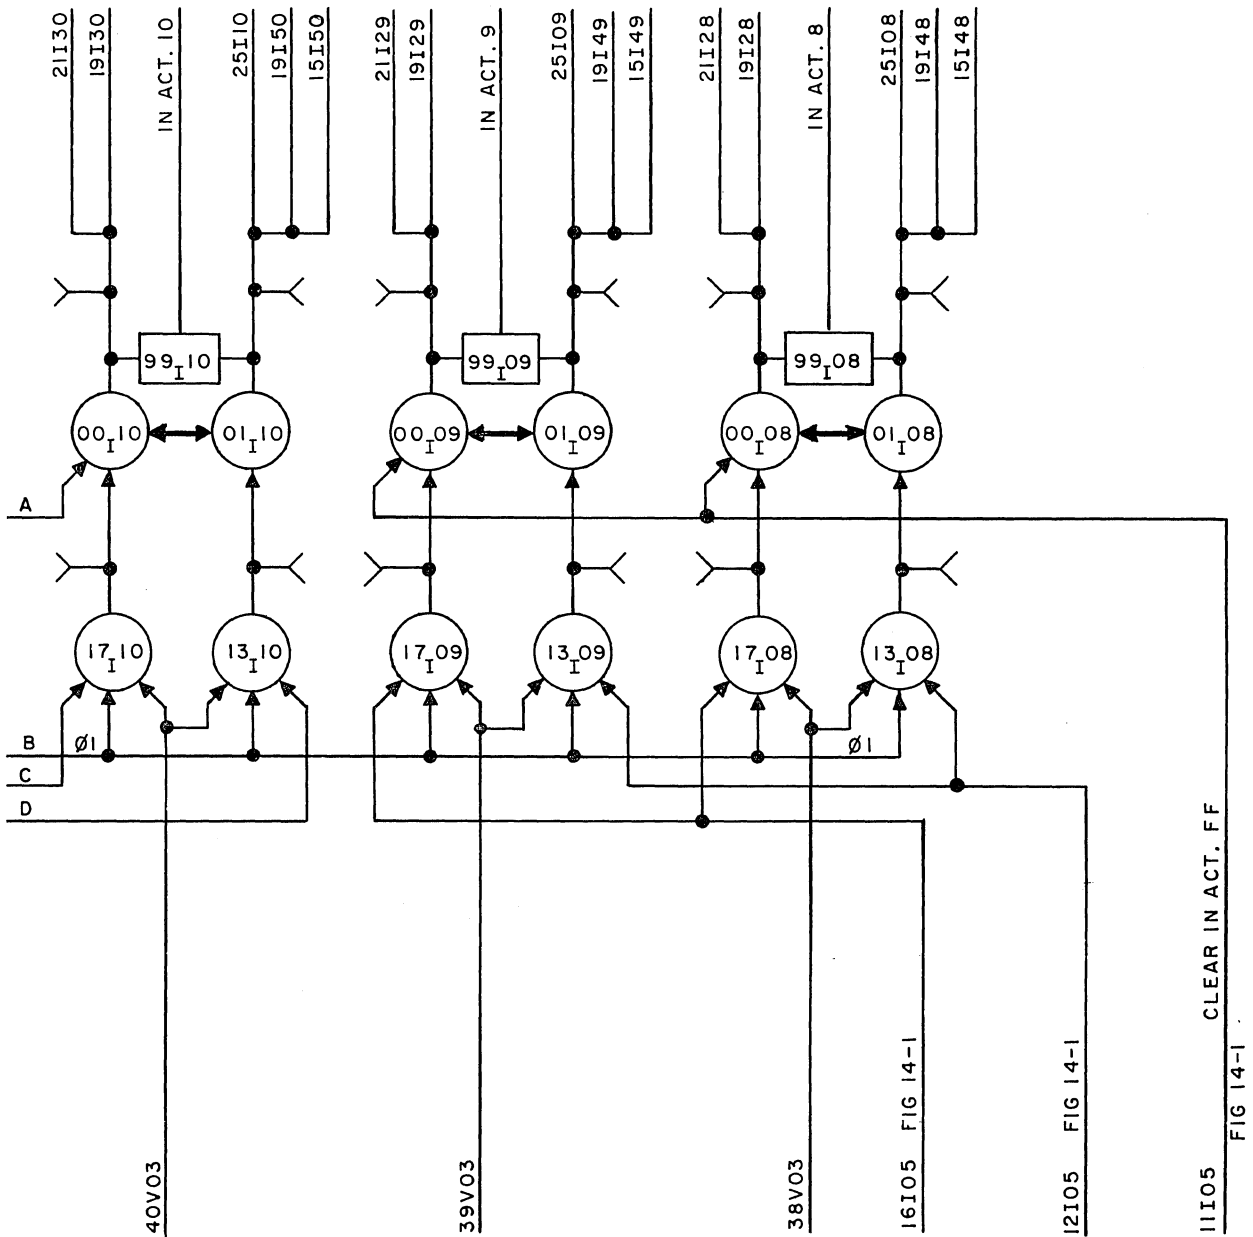 21I30
19I30
IN ACT. 10
25I10
19I50
15I50
21I29
19I29
IN ACT. 9
25I09
19I49
15I49
21I28
19I28
IN ACT. 8
25I08
19I48
15I48
99I10
99I09
99I08
00I10
01I10
00I09
01I09
00I08
01I08
A
17I10
13I10
17I09
13I09
17I08
13I08
B
Ø1
Ø1
C
D
40V03
39V03
38V03
16I05 FIG 14-1
12I05 FIG 14-1
11I05 CLEAR IN ACT. FF
FIG 14-1